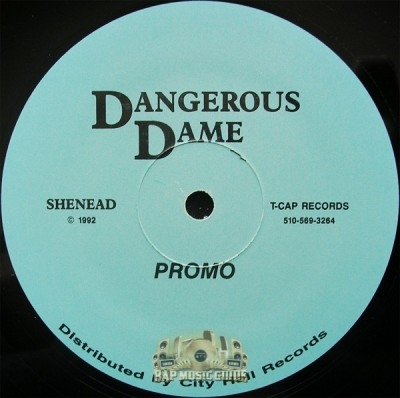 DANGEROUS
DAME
SHENEAD
© 1992
T-CAP RECORDS
510-569-3264
PROMO
Distributed by City Hall Records
RAP MUSIC GUIDE